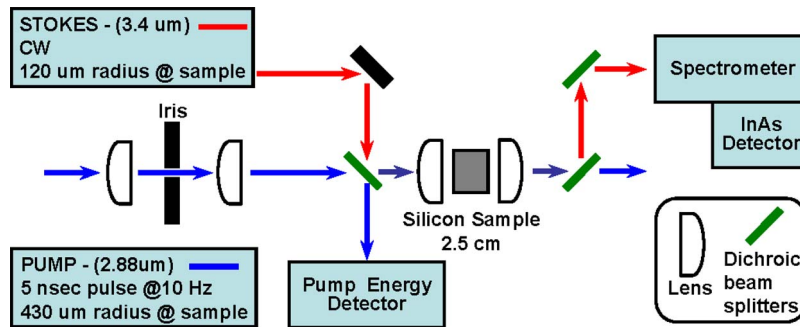 STOKES - (3.4 um)
CW
120 um radius @ sample
Iris
PUMP - (2.88um)
5 nsec pulse @10 Hz
430 um radius @ sample
Pump Energy
Detector
Silicon Sample
2.5 cm
Spectrometer
InAs
Detector
Lens
Dichroic
beam
splitters